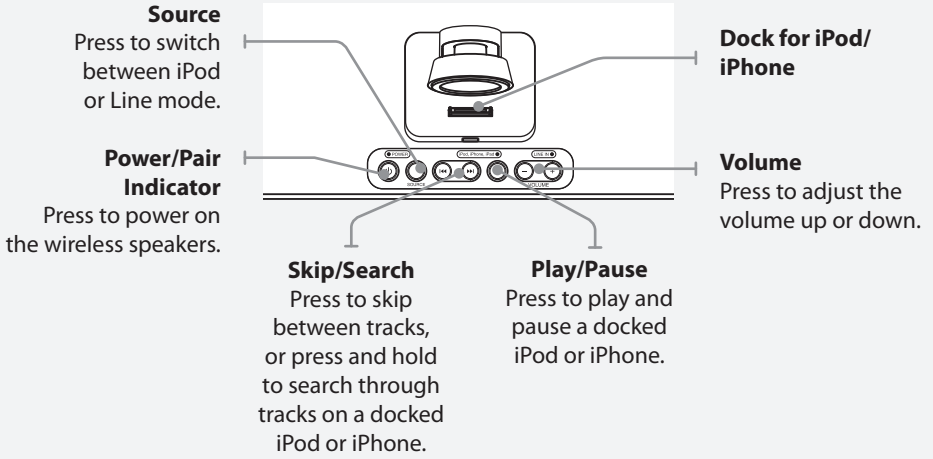 Source
Press to switch
between iPod
or Line mode.
Power/Pair
Indicator
Press to power on
the wireless speakers.
POWER
SOURCE
iPod, iPhone, iPad
LINE IN
VOLUME
Dock for iPod/
iPhone
Volume
Press to adjust the
volume up or down.
Skip/Search
Press to skip
between tracks,
or press and hold
to search through
tracks on a docked
iPod or iPhone.
Play/Pause
Press to play and
pause a docked
iPod or iPhone.